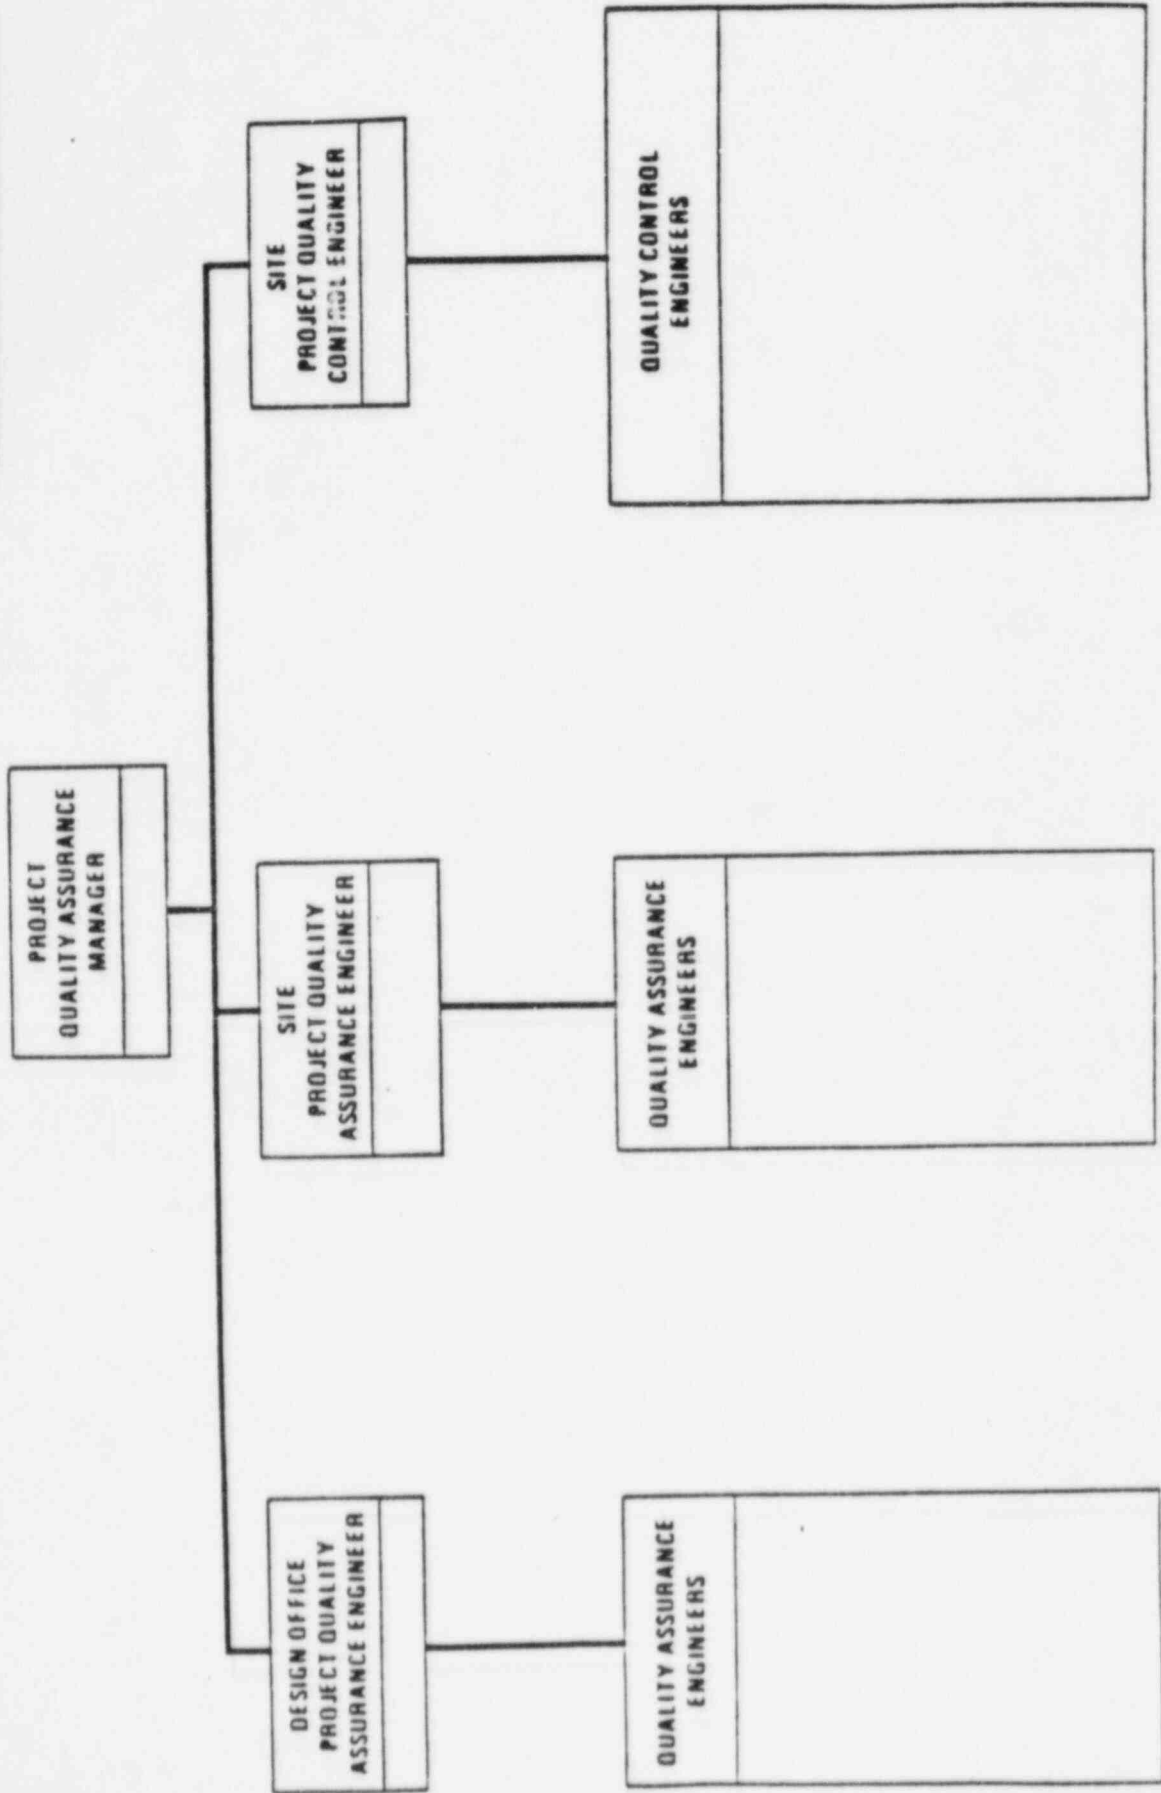 PROJECT
QUALITY ASSURANCE
MANAGER
DESIGN OFFICE
PROJECT QUALITY
ASSURANCE ENGINEER
SITE
PROJECT QUALITY
ASSURANCE ENGINEER
SITE
PROJECT QUALITY
CONTROL ENGINEER
QUALITY ASSURANCE
ENGINEERS
QUALITY ASSURANCE
ENGINEERS
QUALITY CONTROL
ENGINEERS